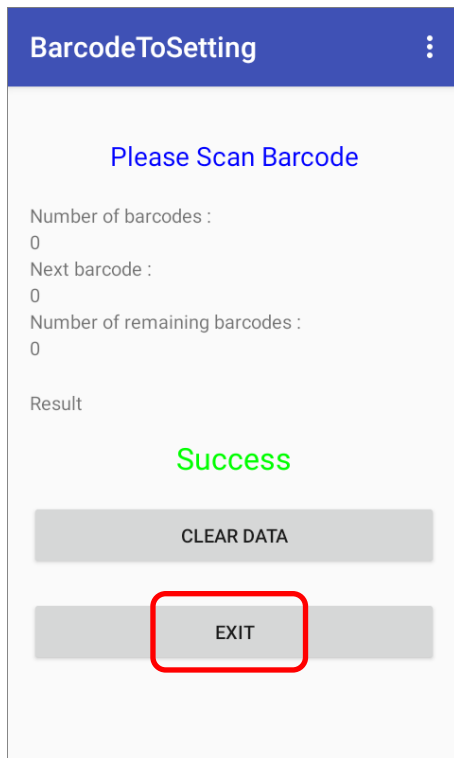 BarcodeToSetting
Please Scan Barcode
Number of barcodes :
0
Next barcode :
0
Number of remaining barcodes :
0
Result
Success
CLEAR DATA
EXIT